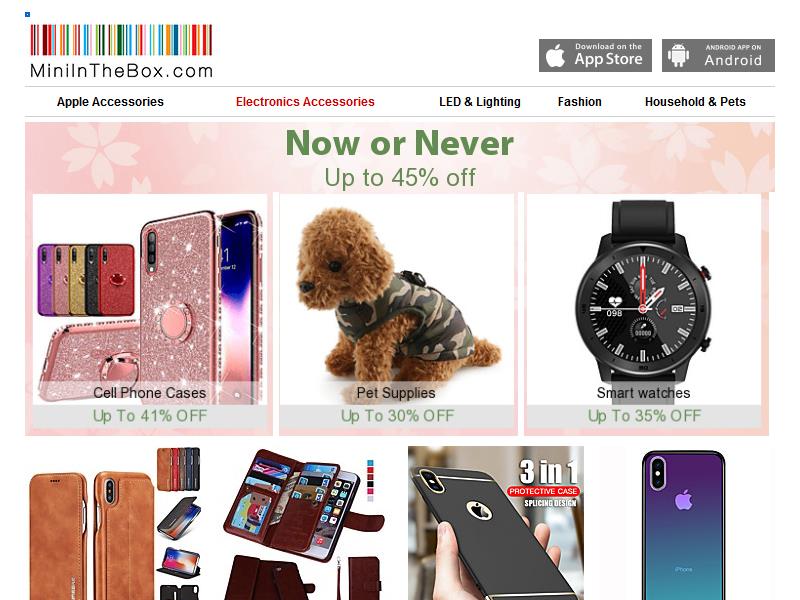 MiniInTheBox.com
Download on the
App Store
ANDROID APP ON
Android
Apple Accessories
Electronics Accessories
LED & Lighting
Fashion
Household & Pets
Now or Never
Up to 45% off
Cell Phone Cases
Up To 41% OFF
Pet Supplies
Up To 30% OFF
Smart watches
Up To 35% OFF
098
3 in 1
PROTECTIVE CASE
SPLICING DESIGN
iPhone